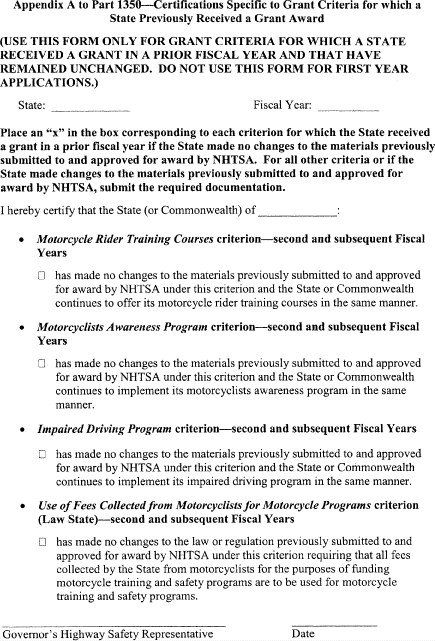 Appendix A to Part 1350—Certifications Specific to Grant Criteria for which a
State Previously Received a Grant Award
(USE THIS FORM ONLY FOR GRANT CRITERIA FOR WHICH A STATE
RECEIVED A GRANT IN A PRIOR FISCAL YEAR AND THAT HAVE
REMAINED UNCHANGED. DO NOT USE THIS FORM FOR FIRST YEAR
APPLICATIONS.)
State: ______________ Fiscal Year: ___________
Place an “x” in the box corresponding to each criterion for which the State received
a grant in a prior fiscal year if the State made no changes to the materials previously
submitted to and approved for award by NHTSA. For all other criteria or if the
State made changes to the materials previously submitted to and approved for
award by NHTSA, submit the required documentation.
I hereby certify that the State (or Commonwealth) of ______________:
• Motorcycle Rider Training Courses criterion—second and subsequent Fiscal
Years
☐ has made no changes to the materials previously submitted to and approved
for award by NHTSA under this criterion and the State or Commonwealth
continues to offer its motorcycle rider training courses in the same manner.
• Motorcyclists Awareness Program criterion—second and subsequent Fiscal
Years
☐ has made no changes to the materials previously submitted to and approved
for award by NHTSA under this criterion and the State or Commonwealth
continues to implement its motorcyclists awareness program in the same
manner.
• Impaired Driving Program criterion—second and subsequent Fiscal Years
☐ has made no changes to the materials previously submitted to and approved
for award by NHTSA under this criterion and the State or Commonwealth
continues to implement its impaired driving program in the same manner.
• Use of Fees Collected from Motorcyclists for Motorcycle Programs criterion
(Law State)—second and subsequent Fiscal Years
☐ has made no changes to the law or regulation previously submitted to and
approved for award by NHTSA under this criterion requiring that all fees
collected by the State from motorcyclists for the purposes of funding
motorcycle training and safety programs are to be used for motorcycle
training and safety programs.
Governor’s Highway Safety Representative Date